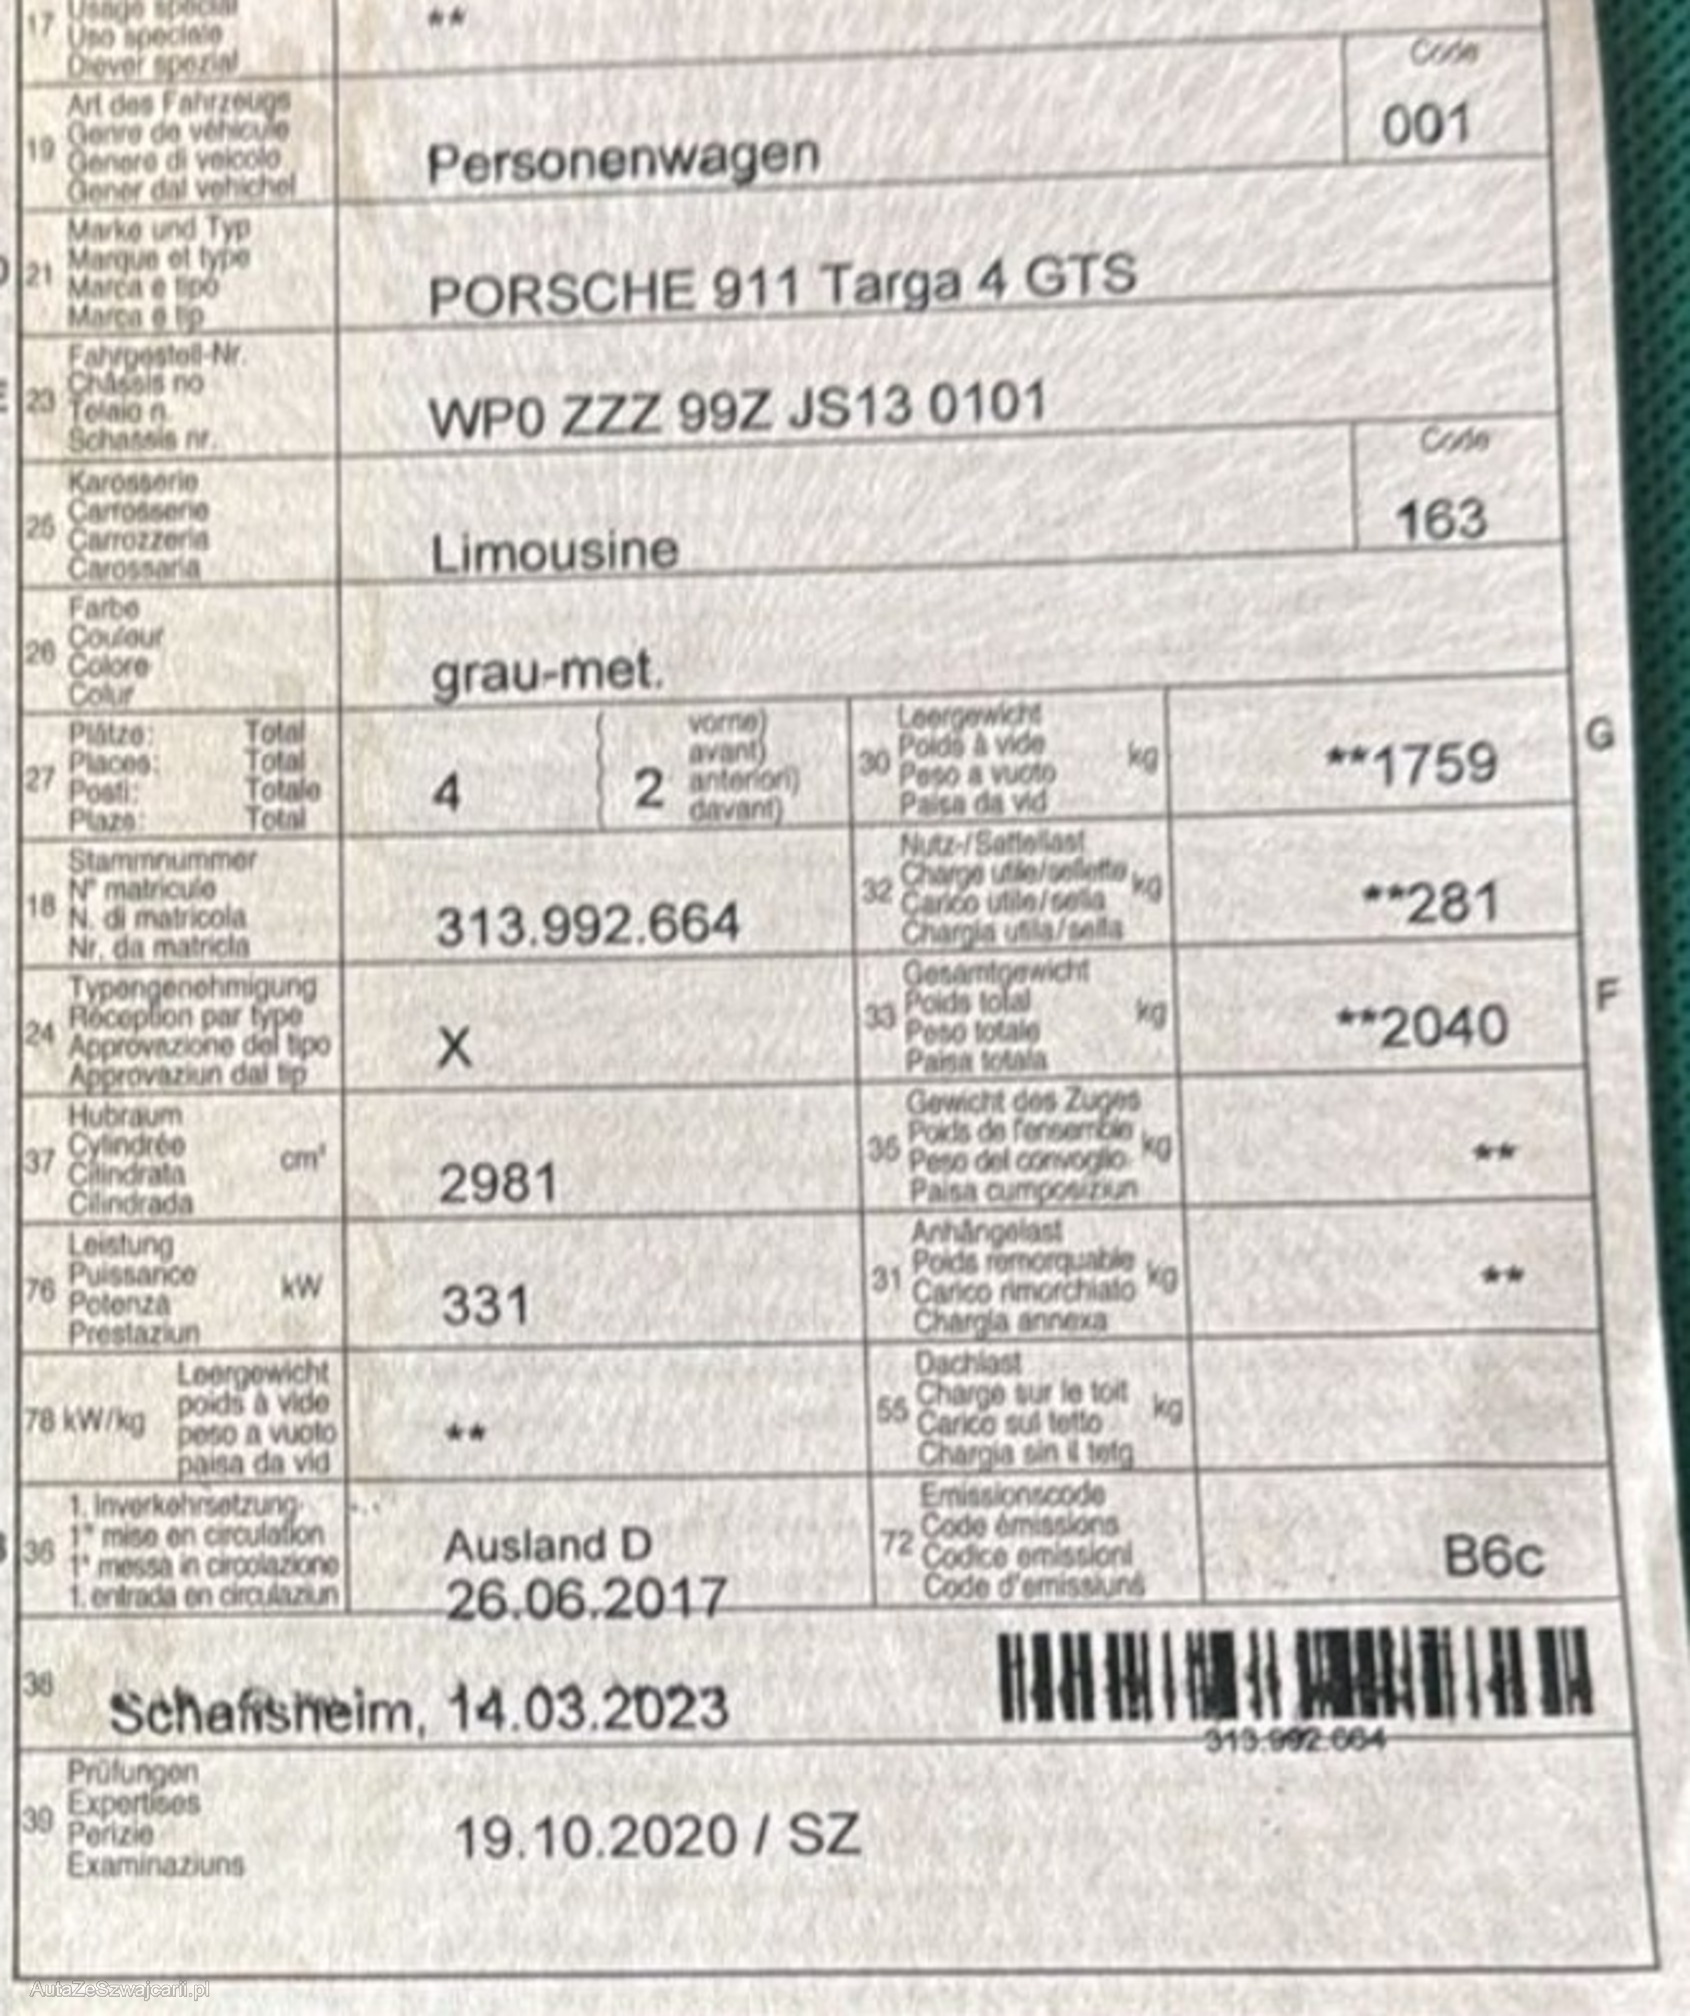 17 Usage spécial **
Uso speciale
Diever spezial
Code
Art des Fahrzeugs
19 Genre de véhicule Personenwagen 001
Genere di veicolo
Gener dal vehichel
Marke und Typ
21 Marque et type PORSCHE 911 Targa 4 GTS
Marca e tipo
Marca e tip
Fahrgestell-Nr.
E 23 Châssis no WP0 ZZZ 99Z JS13 0101
Telaio n.
Schassis nr.
Code
Karosserie
25 Carrosserie Limousine 163
Carrozzeria
Carossaria
Farbe
26 Couleur grau-met.
Colore
Colur
Plätze: Total vorne)
27 Places: Total 4 ( 2 avant)
Posti: Totale anteriori)
Plazs: Total davant)
Leergewicht
30 Poids à vide kg **1759 G
Peso a vuoto
Paisa da vid
Stammnummer
18 N° matricule 313.992.664
N. di matricola
Nr. da matricla
Nutz-/Sattellast
32 Charge utile/sellette kg **281
Carico utile/sella
Chargia utila/sella
Typengenehmigung
24 Réception par type X
Approvazione del tipo
Approvaziun dal tip
Gesamtgewicht
33 Poids total kg **2040 F
Peso totale
Paisa totala
Hubraum
37 Cylindrée cm³ 2981
Cilindrata
Cilindrada
Gewicht des Zuges
35 Poids de l'ensemble kg **
Peso del convoglio
Paisa cumposiziun
Leistung
76 Puissance kW 331
Potenza
Prestaziun
Anhängelast
31 Poids remorquable kg **
Carico rimorchiato
Chargia annexa
Leergewicht
78 kW/kg poids à vide **
peso a vuoto
paisa da vid
Dachlast
55 Charge sur le toit kg
Carico sul tetto
Chargia sin il tetg
1. Inverkehrsetzung
36 1re mise en circulation Ausland D
1a messa in circolazione 26.06.2017
1. entrada en circulaziun
Emissionscode
72 Code émissions B6c
Codice emissioni
Code d'emissiuns
38 Schafisheim, 14.03.2023
313.992.664
Prüfungen
39 Expertises 19.10.2020 / SZ
Perizie
Examinaziuns
AutaZeSzwajcarii.pl